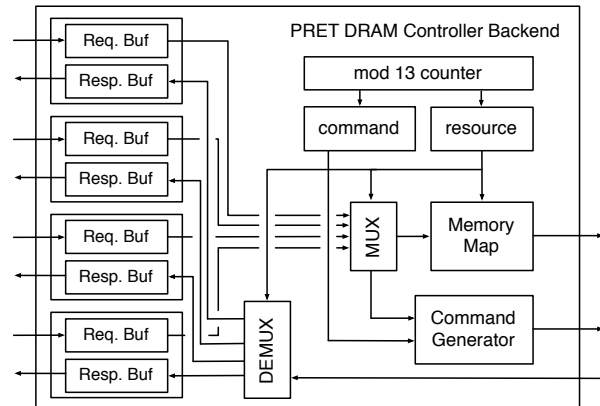 PRET DRAM Controller Backend
Req. Buf
Resp. Buf
mod 13 counter
command
resource
Req. Buf
Resp. Buf
Req. Buf
Resp. Buf
MUX
Memory
Map
Req. Buf
Resp. Buf
DEMUX
Command
Generator